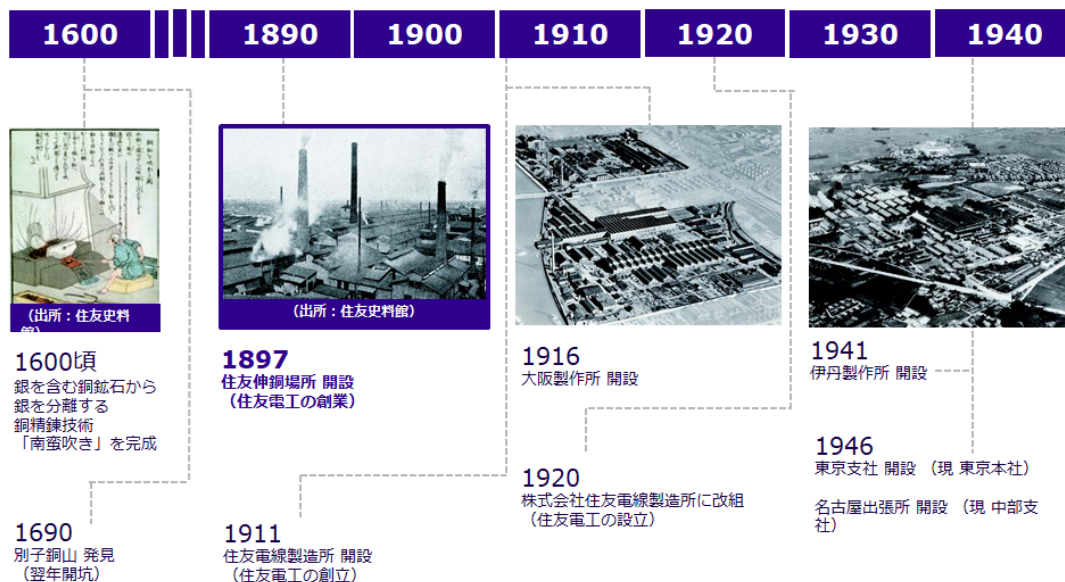 1600
1890
1900
1910
1920
1930
1940
（出所：住友史料
館）
1600頃
銀を含む銅鉱石から
銀を分離する
銅精錬技術
「南蛮吹き」を完成
1690
別子銅山 発見
（翌年開坑）
（出所：住友史料館）
1897
住友伸銅場所 開設
（住友電工の創業）
1911
住友電線製造所 開設
（住友電工の創立）
1916
大阪製作所 開設
1920
株式会社住友電線製造所に改組
（住友電工の設立）
1941
伊丹製作所 開設
1946
東京支社 開設 （現 東京本社）
名古屋出張所 開設 （現 中部支
社）